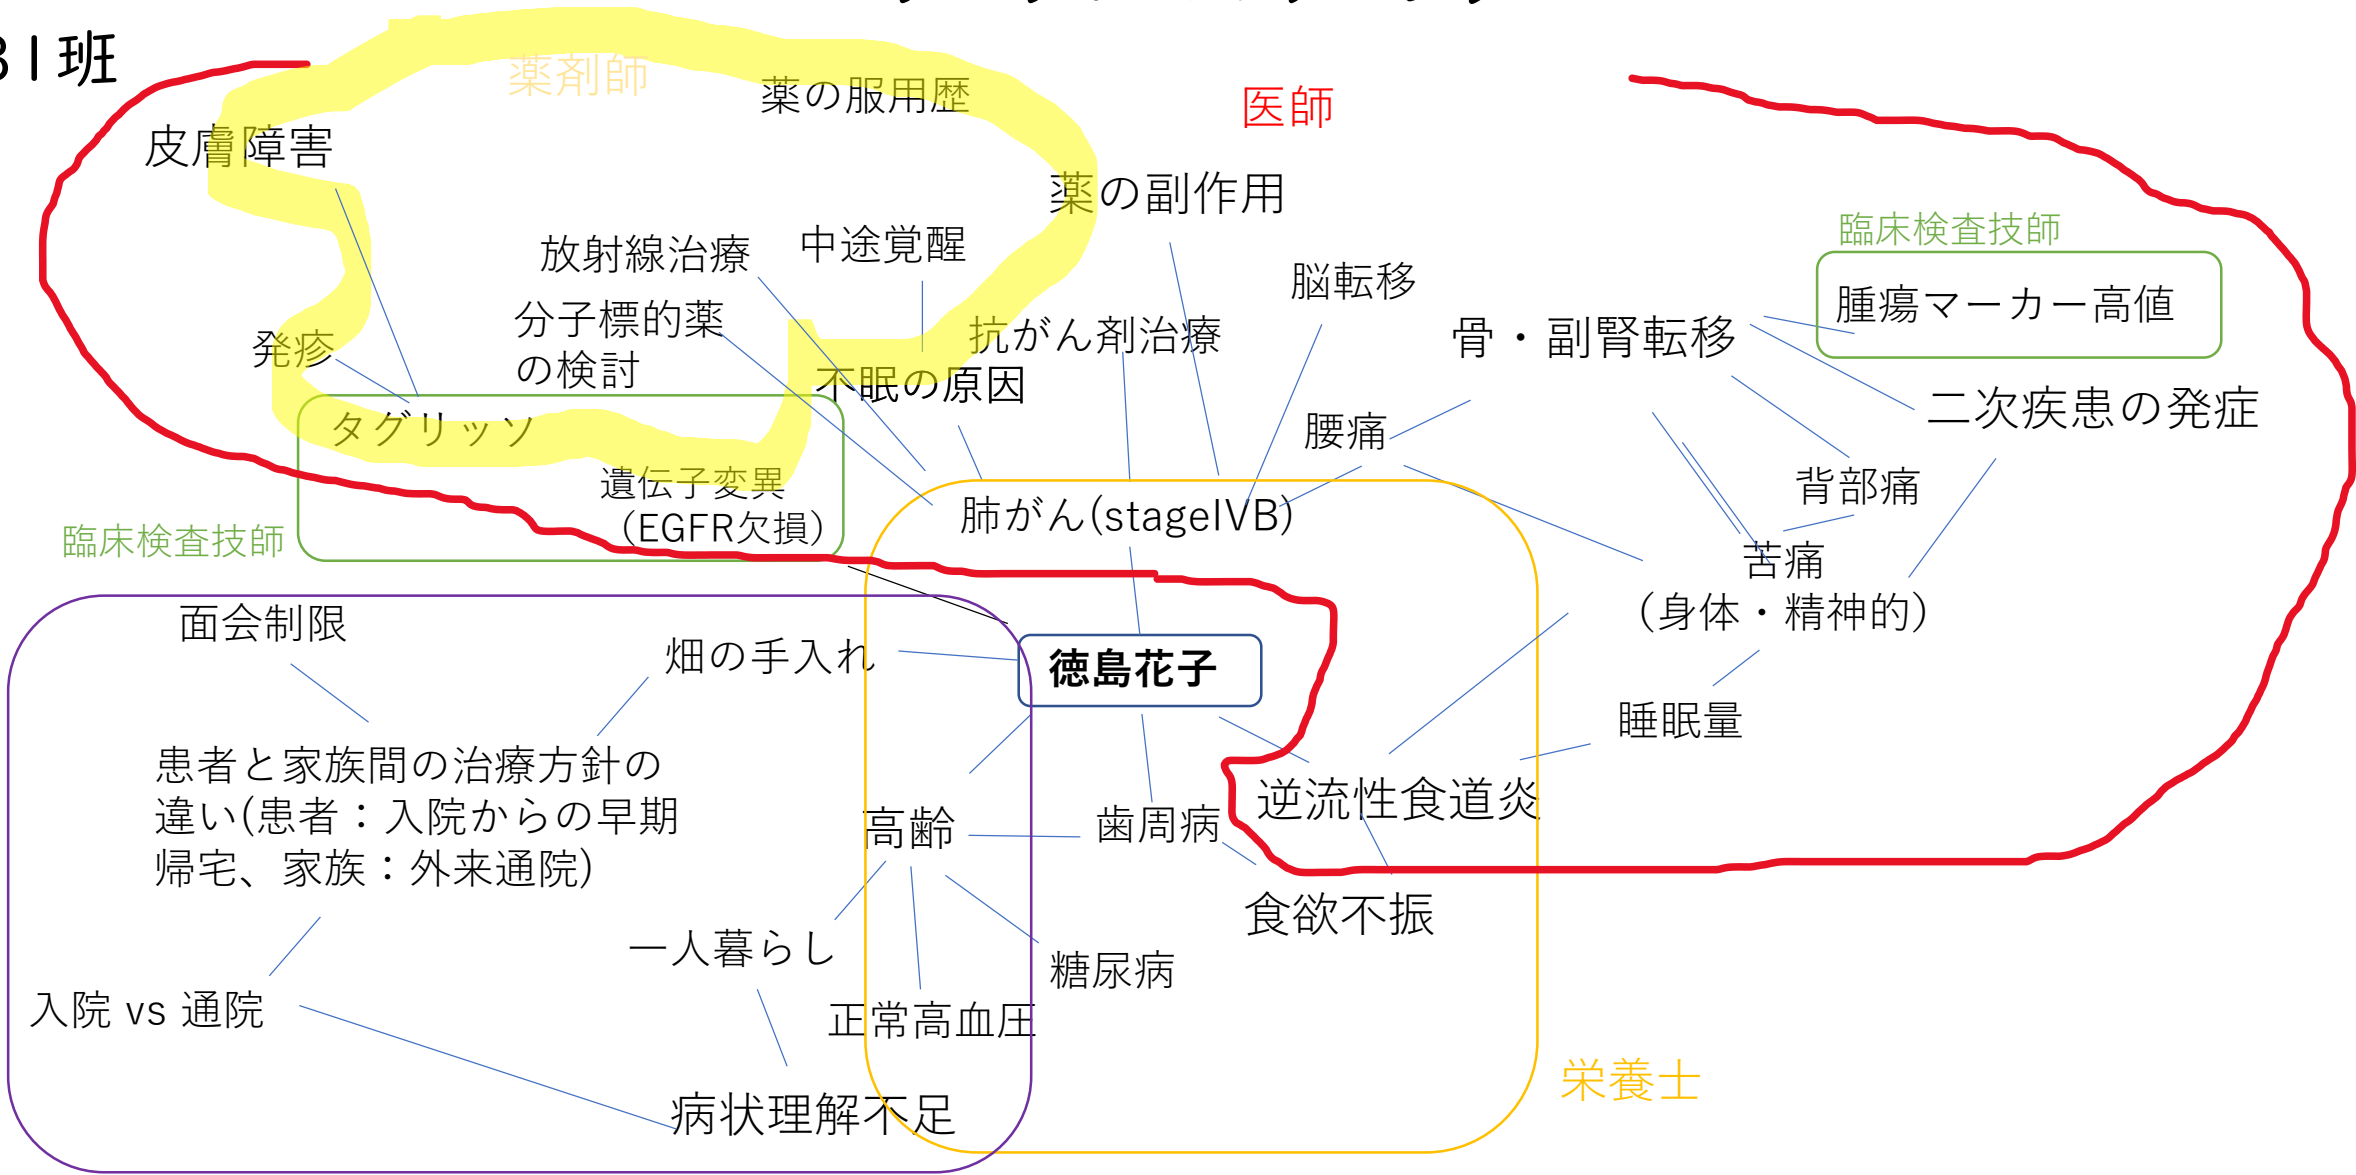 31班
薬剤師
薬の服用歴
医師
皮膚障害
薬の副作用
臨床検査技師
放射線治療
中途覚醒
脳転移
腫瘍マーカー高値
分子標的薬
の検討
発疹
抗がん剤治療
骨・副腎転移
不眠の原因
二次疾患の発症
タグリッソ
腰痛
遺伝子変異
(EGFR欠損)
背部痛
肺がん(stageIVB)
臨床検査技師
苦痛
(身体・精神的)
面会制限
畑の手入れ
徳島花子
睡眠量
患者と家族間の治療方針の
違い(患者：入院からの早期
帰宅、家族：外来通院)
高齢
歯周病
逆流性食道炎
食欲不振
一人暮らし
糖尿病
入院 vs 通院
正常高血圧
病状理解不足
栄養士